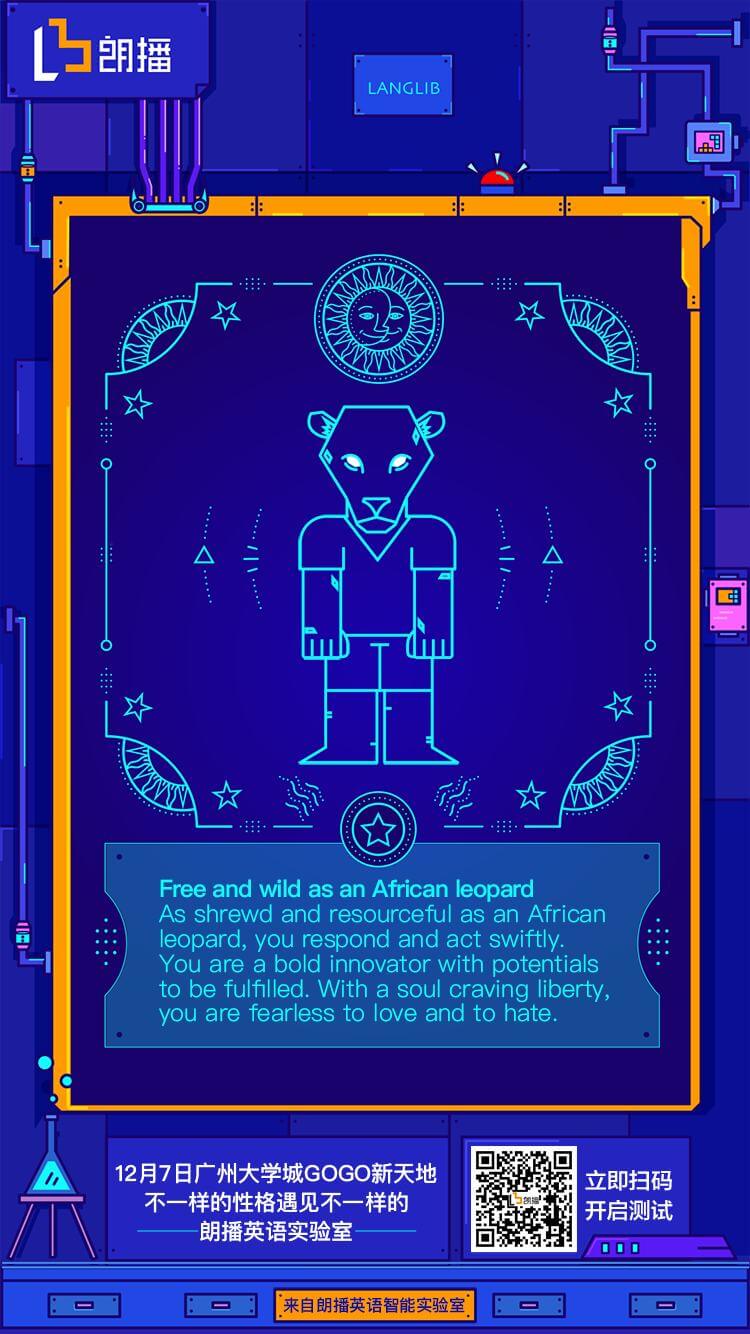 朗播
LANGLIB
Free and wild as an African leopard
As shrewd and resourceful as an African
leopard, you respond and act swiftly.
You are a bold innovator with potentials
to be fulfilled. With a soul craving liberty,
you are fearless to love and to hate.
12月7日广州大学城GOGO新天地
不一样的性格遇见不一样的
朗播英语实验室
朗播
立即扫码
开启测试
来自朗播英语智能实验室